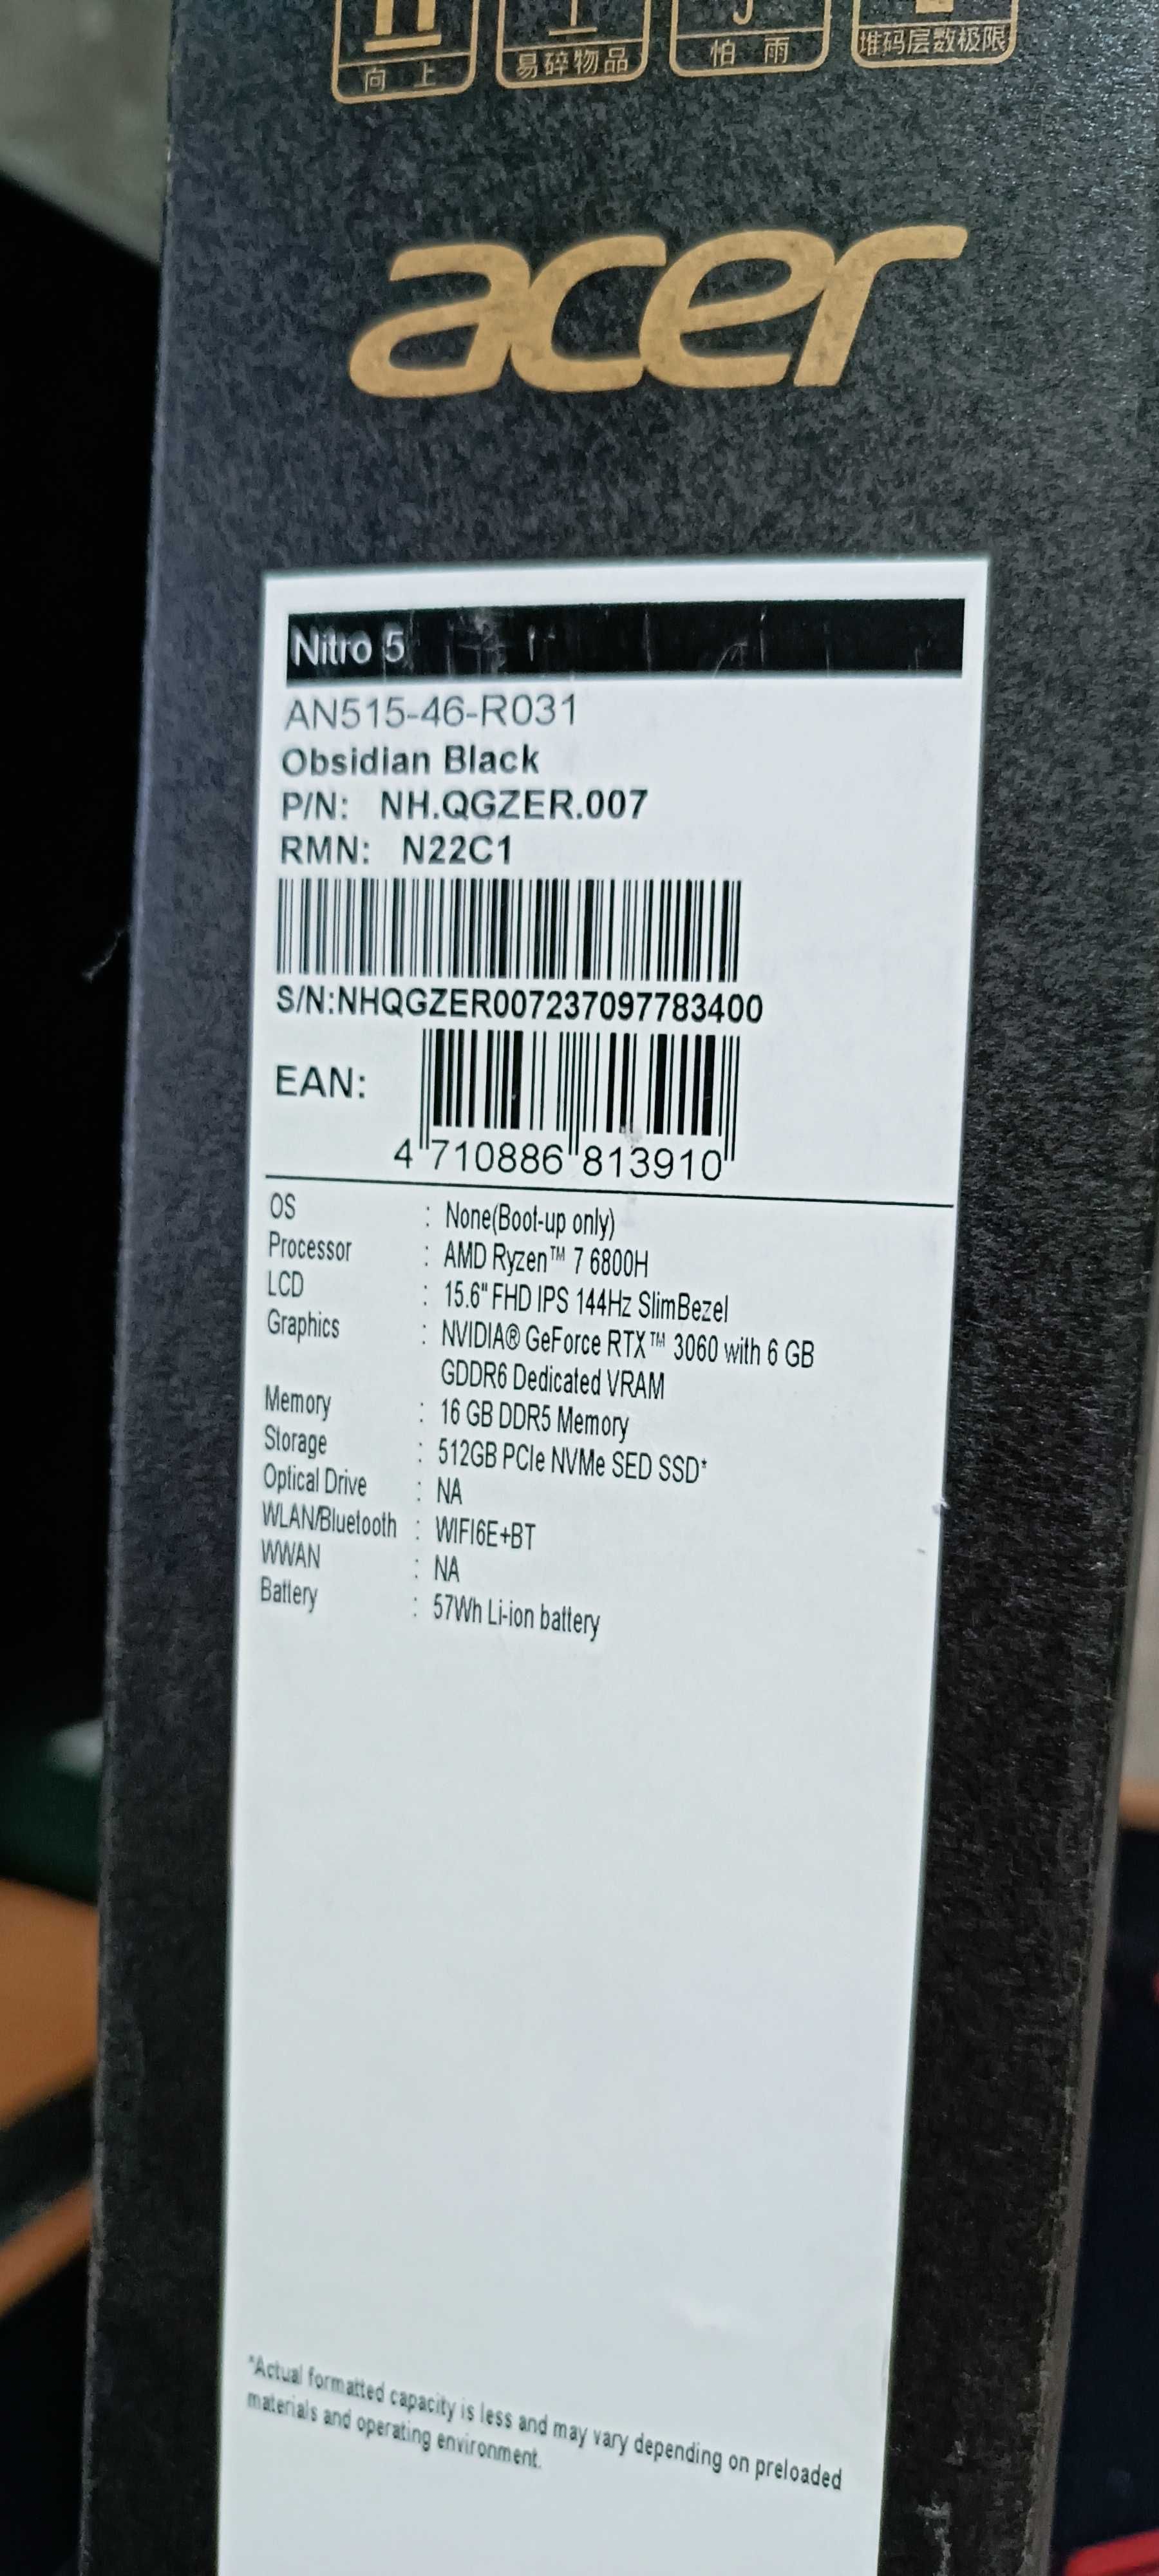 向 上
易碎物品
怕 雨
堆码层数极限
acer
Nitro 5
AN515-46-R031
Obsidian Black
P/N: NH.QGZER.007
RMN: N22C1
S/N:NHQGZER007237097783400
EAN:
4 710886 813910
OS : None(Boot-up only)
Processor : AMD Ryzen™ 7 6800H
LCD : 15.6" FHD IPS 144Hz SlimBezel
Graphics : NVIDIA® GeForce RTX™ 3060 with 6 GB
GDDR6 Dedicated VRAM
Memory : 16 GB DDR5 Memory
Storage : 512GB PCIe NVMe SED SSD*
Optical Drive : NA
WLAN/Bluetooth : WIFI6E+BT
WWAN : NA
Battery : 57Wh Li-ion battery
*Actual formatted capacity is less and may vary depending on preloaded
materials and operating environment.